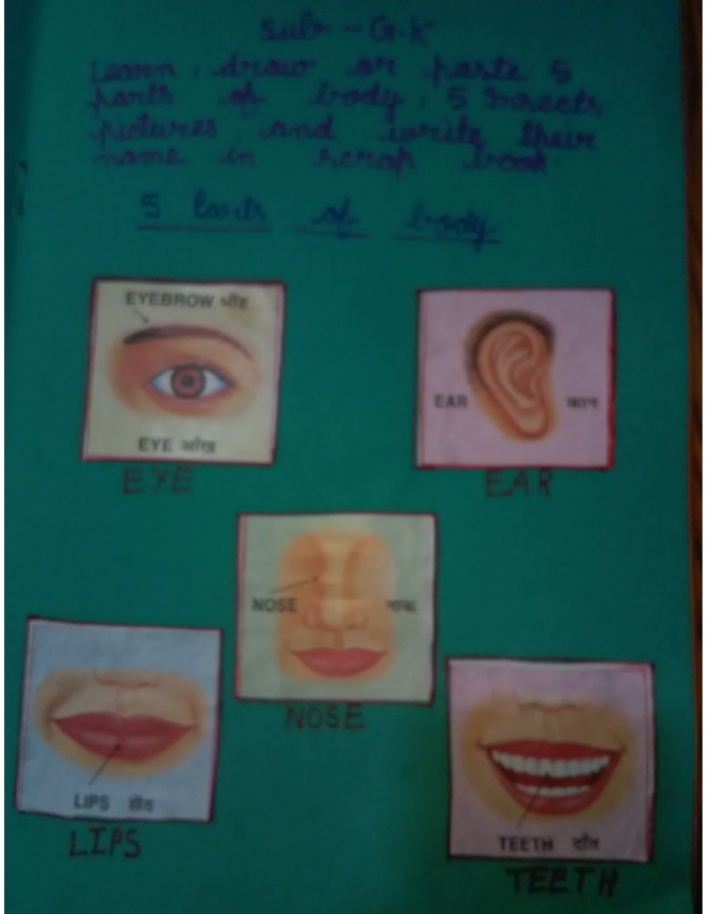 Sub - G.K
Learn, draw or paste 5
parts of body, 5 Insects
pictures and write their
name in scrap book.
5 Parts of body
EYEBROW भौंह
EYE आँख
EYE
EAR कान
EAR
NOSE नाक
NOSE
LIPS होंठ
LIPS
TEETH दाँत
TEETH